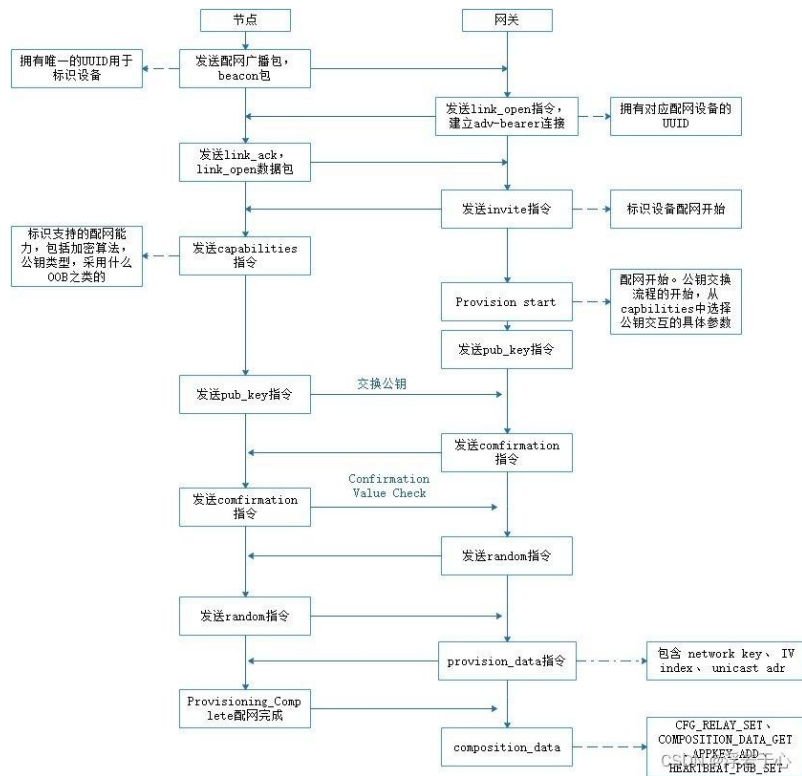 节点
网关
拥有唯一的UUID用于
标识设备
发送配网广播包，
beacon包
发送link_open指令，
建立adv-bearer连接
拥有对应配网设备的
UUID
发送link_ack，
link_open数据包
发送invite指令
标识设备配网开始
标识支持的配网能
力，包括加密算法，
公钥类型，采用什么
OOB之类的
发送capabilities
指令
Provision start
配网开始。公钥交换
流程的开始，从
capbilities中选择
公钥交互的具体参数
发送pub_key指令
发送pub_key指令
交换公钥
发送comfirmation
指令
Confirmation
Value Check
发送comfirmation
指令
发送random指令
发送random指令
provision_data指令
包含 network key、 IV
index、 unicast adr
Provisioning_Comp
lete配网完成
composition_data
CFG_RELAY_SET、
COMPOSITION_DATA_GET
APPKEY_ADD
HEARTBEAT_PUB_SET
CSDN